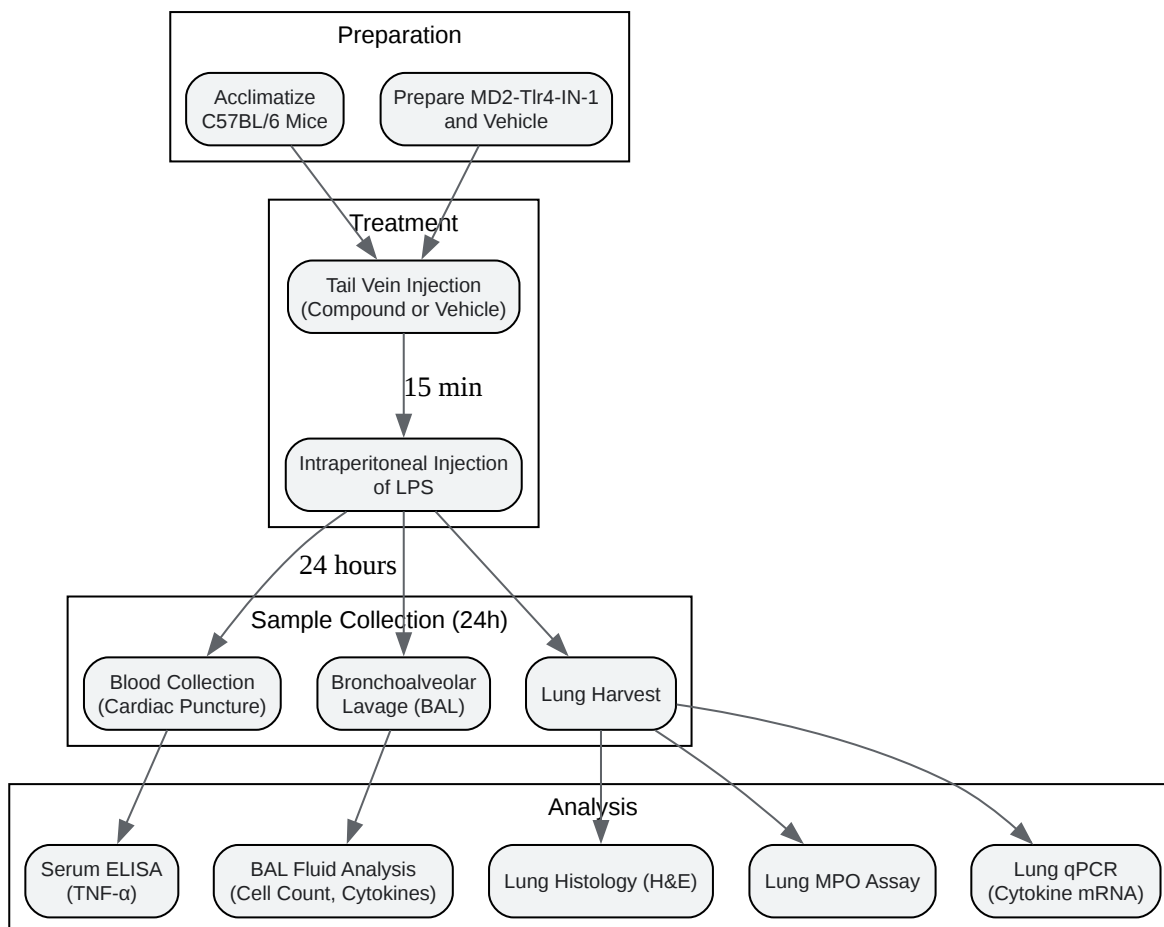 Preparation
Acclimatize
C57BL/6 Mice
Prepare MD2-Tlr4-IN-1
and Vehicle
Treatment
Tail Vein Injection
(Compound or Vehicle)
15 min
Intraperitoneal Injection
of LPS
24 hours
Sample Collection (24h)
Blood Collection
(Cardiac Puncture)
Bronchoalveolar
Lavage (BAL)
Lung Harvest
Analysis
Serum ELISA
(TNF-α)
BAL Fluid Analysis
(Cell Count, Cytokines)
Lung Histology (H&E)
Lung MPO Assay
Lung qPCR
(Cytokine mRNA)